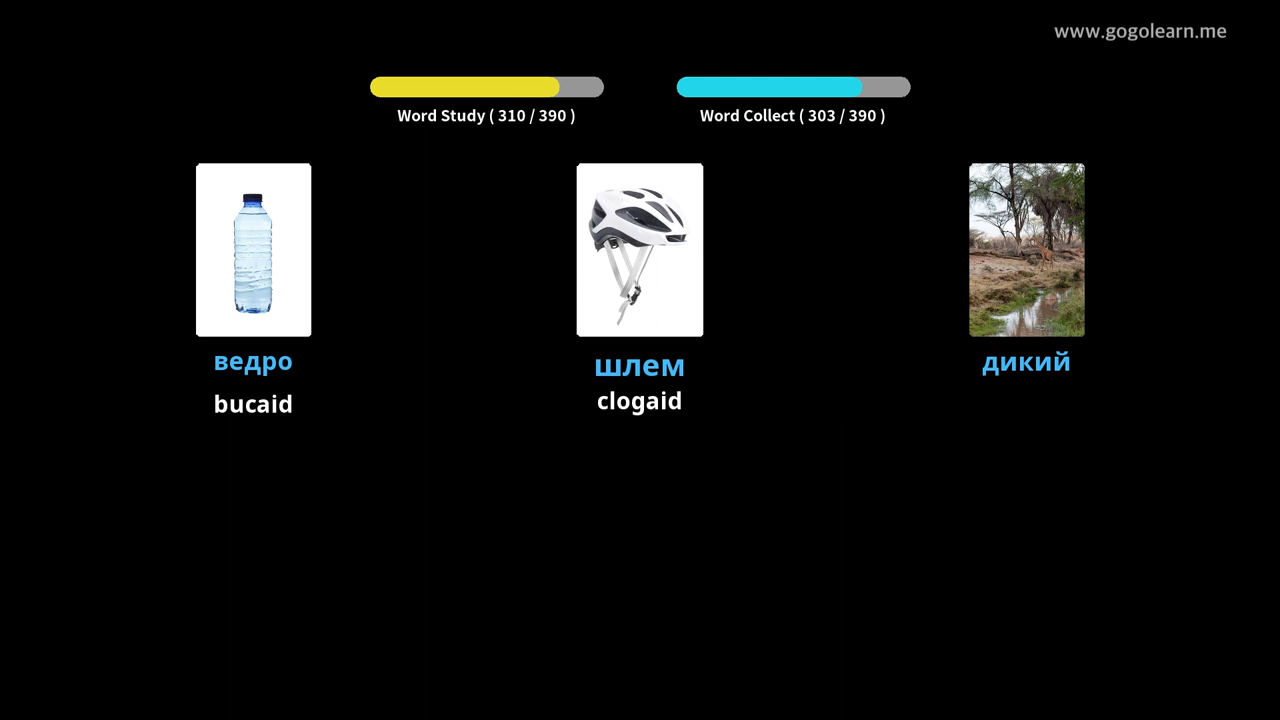 www.gogolearn.me
Word Study ( 310 / 390 )
Word Collect ( 303 / 390 )
ведро
bucaid
шлем
clogaid
дикий